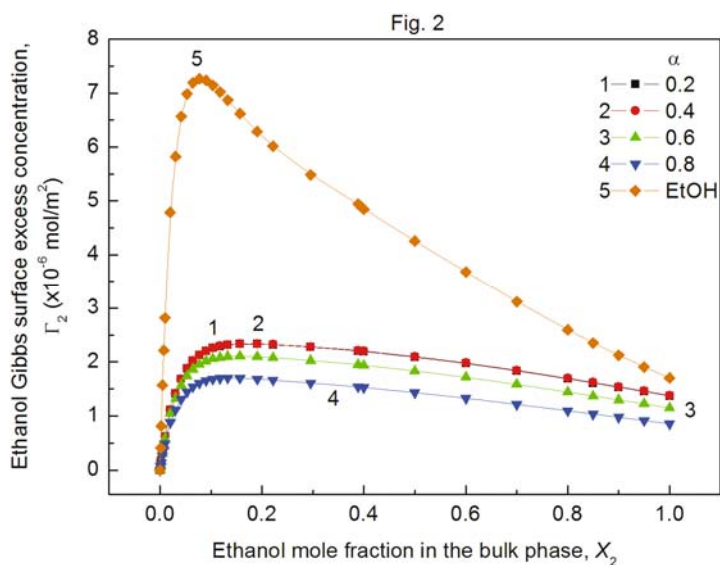 Fig. 2
Ethanol Gibbs surface excess concentration,
Γ₂ (x10⁻⁶ mol/m²)
8
7
6
5
4
3
2
1
0
5
α
1 0.2
2 0.4
3 0.6
4 0.8
5 EtOH
1 2
4
3
0.0 0.2 0.4 0.6 0.8 1.0
Ethanol mole fraction in the bulk phase, X₂